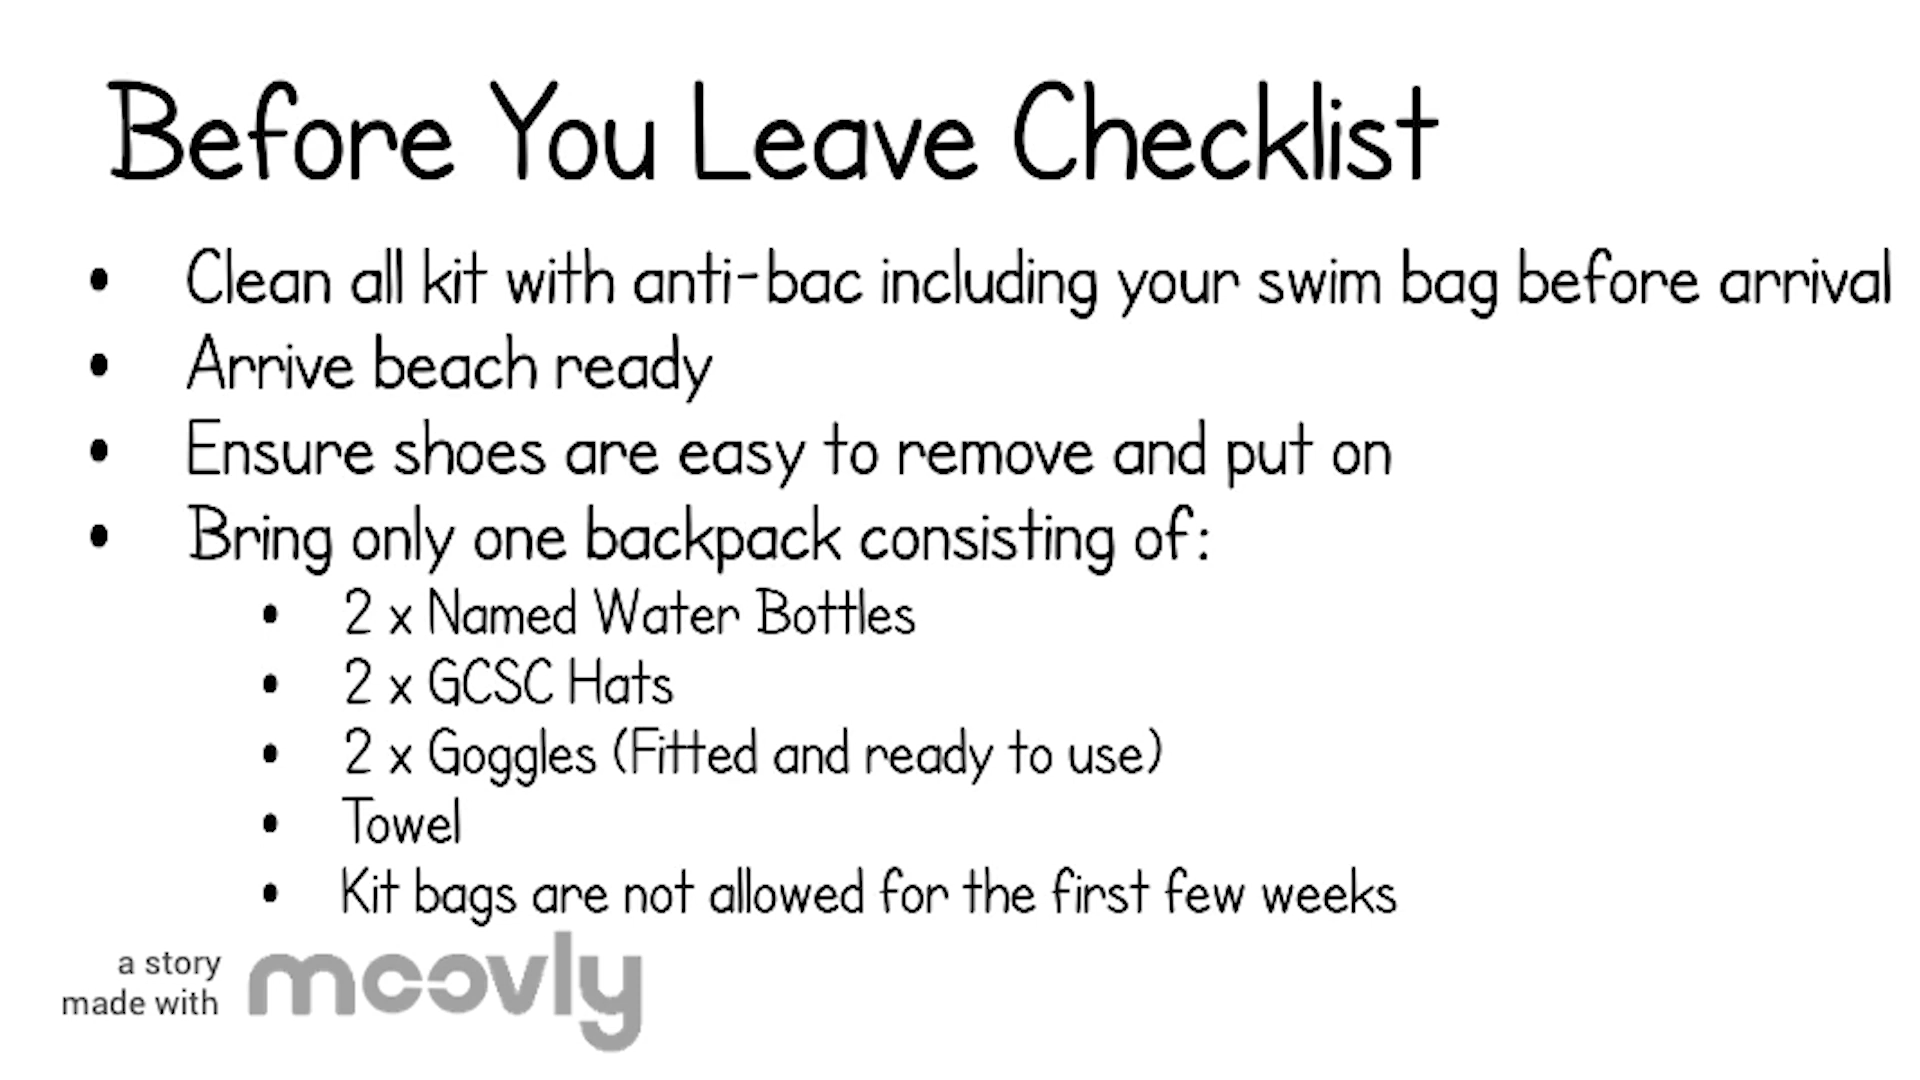 Before You Leave Checklist
• Clean all kit with anti-bac including your swim bag before arrival
• Arrive beach ready
• Ensure shoes are easy to remove and put on
• Bring only one backpack consisting of:
• 2 x Named Water Bottles
• 2 x GCSC Hats
• 2 x Goggles (Fitted and ready to use)
• Towel
• Kit bags are not allowed for the first few weeks
a story
made with
moovly